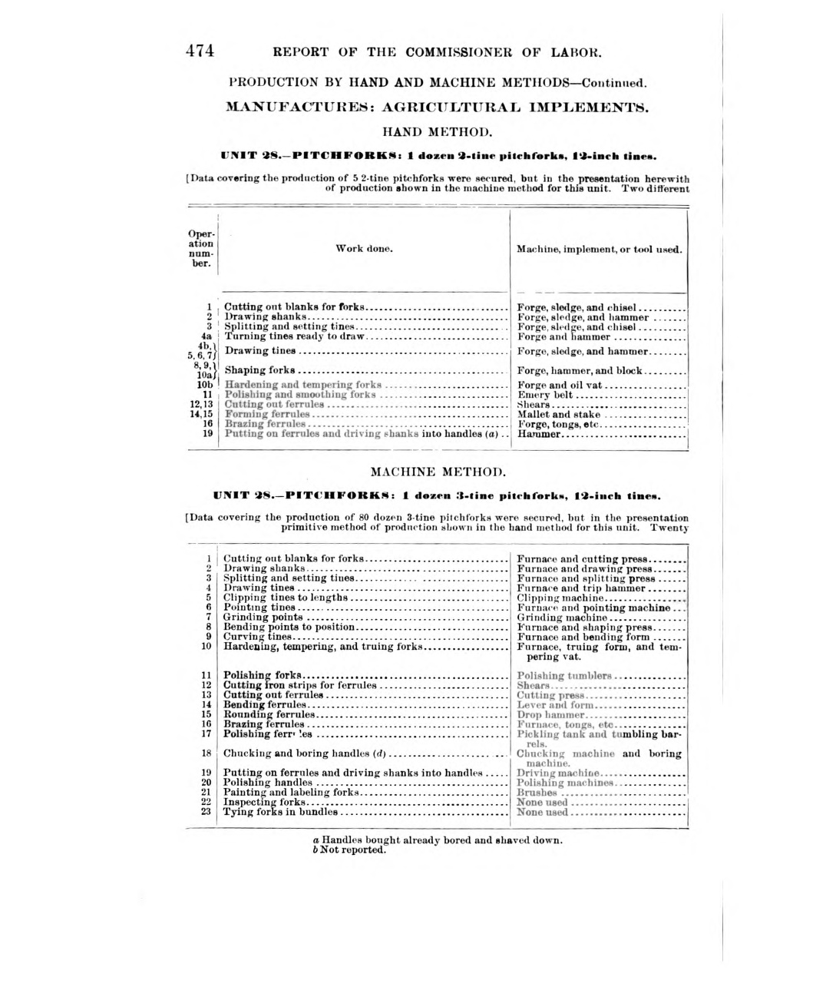 474 REPORT OF THE COMMISSIONER OF LABOR.
PRODUCTION BY HAND AND MACHINE METHODS—Continued.
MANUFACTURES: AGRICULTURAL IMPLEMENTS.
HAND METHOD.
UNIT 28.—PITCHFORKS: 1 dozen 2-tine pitchforks, 12-inch tines.
[Data covering the production of 5 2-tine pitchforks were secured, but in the presentation herewith
of production shown in the machine method for this unit. Two different
Oper-
ation
num-
ber.
Work done.
Machine, implement, or tool used.
1 Cutting out blanks for forks. Forge, sledge, and chisel
2 Drawing shanks. Forge, sledge, and hammer
3 Splitting and setting tines. Forge, sledge, and chisel
4a Turning tines ready to draw. Forge and hammer
4b,
5, 6, 7 Drawing tines Forge, sledge, and hammer.
8, 9,
10a Shaping forks Forge, hammer, and block
10b Hardening and tempering forks Forge and oil vat
11 Polishing and smoothing forks Emery belt
12,13 Cutting out ferrules Shears
14,15 Forming ferrules Mallet and stake
16 Brazing ferrules Forge, tongs, etc.
19 Putting on ferrules and driving shanks into handles (a) Hammer.
MACHINE METHOD.
UNIT 28.—PITCHFORKS: 1 dozen 3-tine pitchforks, 12-inch tines.
[Data covering the production of 80 dozen 3-tine pitchforks were secured, but in the presentation
primitive method of production shown in the hand method for this unit. Twenty
1 Cutting out blanks for forks. Furnace and cutting press.
2 Drawing shanks. Furnace and drawing press.
3 Splitting and setting tines. Furnace and splitting press
4 Drawing tines Furnace and trip hammer
5 Clipping tines to lengths Clipping machine.
6 Pointing tines Furnace and pointing machine
7 Grinding points Grinding machine
8 Bending points to position. Furnace and shaping press.
9 Curving tines. Furnace and bending form
10 Hardening, tempering, and truing forks. Furnace, truing form, and tem-
pering vat.
11 Polishing forks. Polishing tumblers
12 Cutting iron strips for ferrules Shears.
13 Cutting out ferrules Cutting press.
14 Bending ferrules. Lever and form.
15 Rounding ferrules. Drop hammer.
16 Brazing ferrules Furnace, tongs, etc.
17 Polishing Pickling tank and tumbling bar-
rels.
18 Chucking and boring handles (d) Chucking machine and boring
machine.
19 Putting on ferrules and driving shanks into handles Driving machine.
20 Polishing handles Polishing machines.
21 Painting and labeling forks. Brushes
22 Inspecting forks. None used
23 Tying forks in bundles None used
a Handles bought already bored and shaved down.
b Not reported.